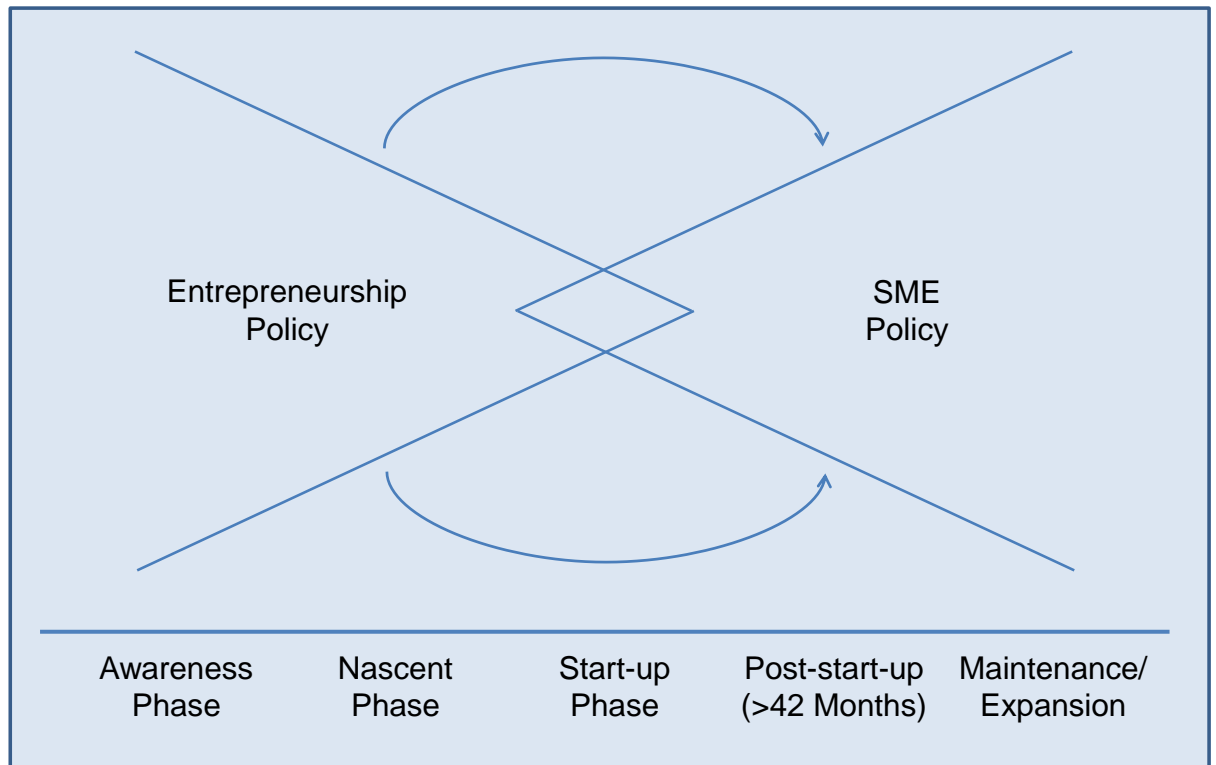 Entrepreneurship
Policy
SME
Policy
Awareness
Phase
Nascent
Phase
Start-up
Phase
Post-start-up
(>42 Months)
Maintenance/
Expansion